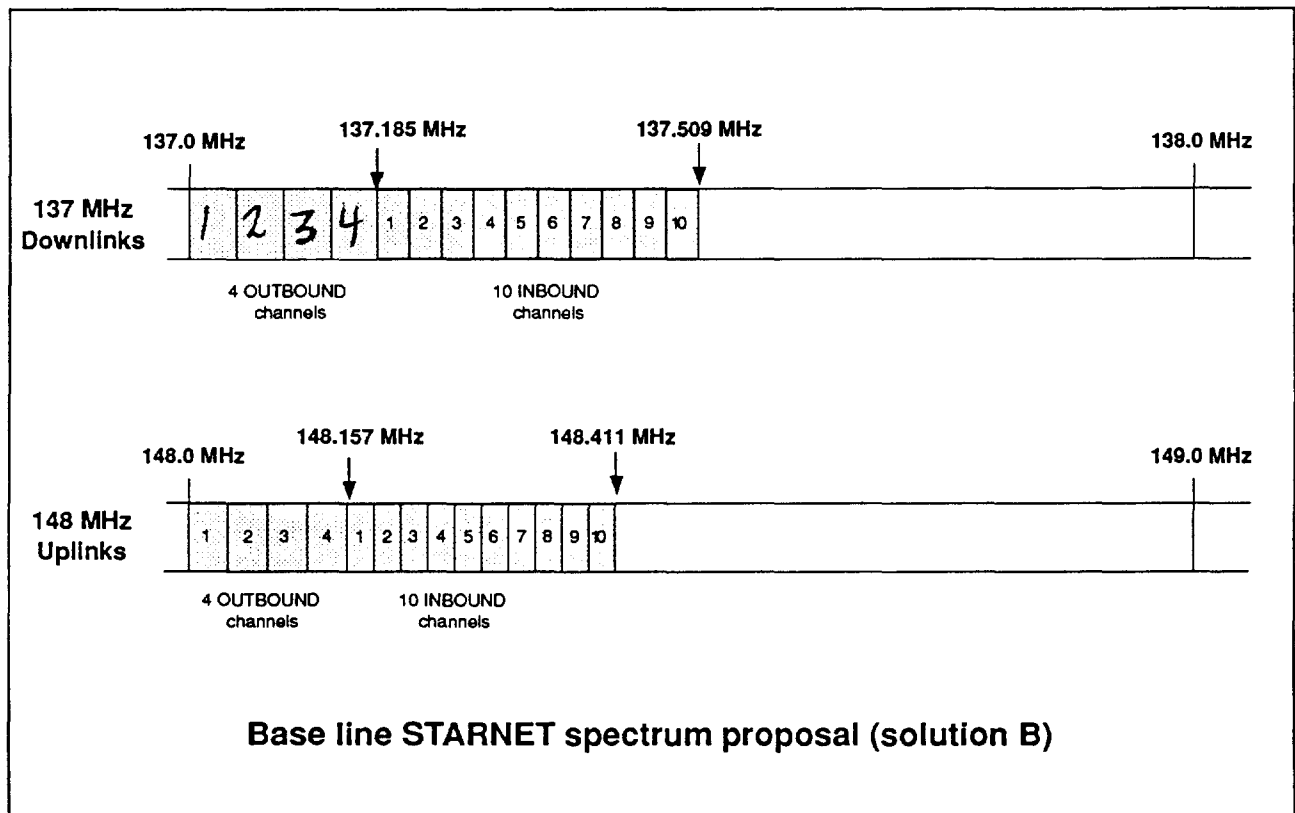 137.0 MHz
137.185 MHz
137.509 MHz
138.0 MHz
137 MHz
Downlinks
1 2 3 4 1 2 3 4 5 6 7 8 9 10
4 OUTBOUND
channels
10 INBOUND
channels
148.0 MHz
148.157 MHz
148.411 MHz
149.0 MHz
148 MHz
Uplinks
1 2 3 4 1 2 3 4 5 6 7 8 9 10
4 OUTBOUND
channels
10 INBOUND
channels
Base line STARNET spectrum proposal (solution B)